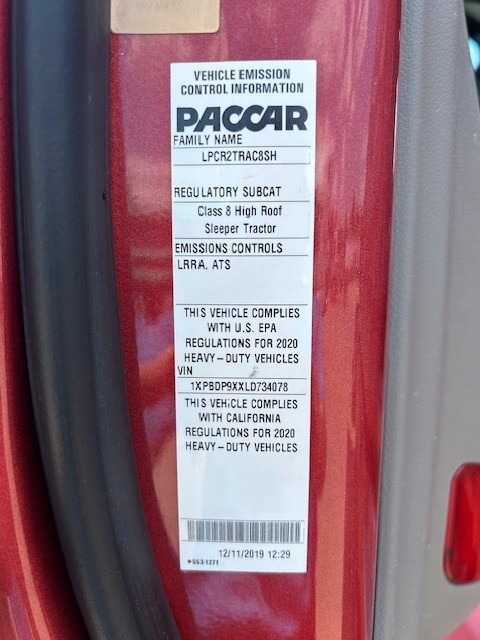 VEHICLE EMISSION
CONTROL INFORMATION
PACCAR
FAMILY NAME
LPCR2TRAC8SH
REGULATORY SUBCAT
Class 8 High Roof
Sleeper Tractor
EMISSIONS CONTROLS
LRRA. ATS
THIS VEHICLE COMPLIES
WITH U.S. EPA
REGULATIONS FOR 2020
HEAVY-DUTY VEHICLES
VIN
1XPBDP9XXLD734078
THIS VEHICLE COMPLIES
WITH CALIFORNIA
REGULATIONS FOR 2020
HEAVY-DUTY VEHICLES
12/11/2019 12:29
*S63-1271